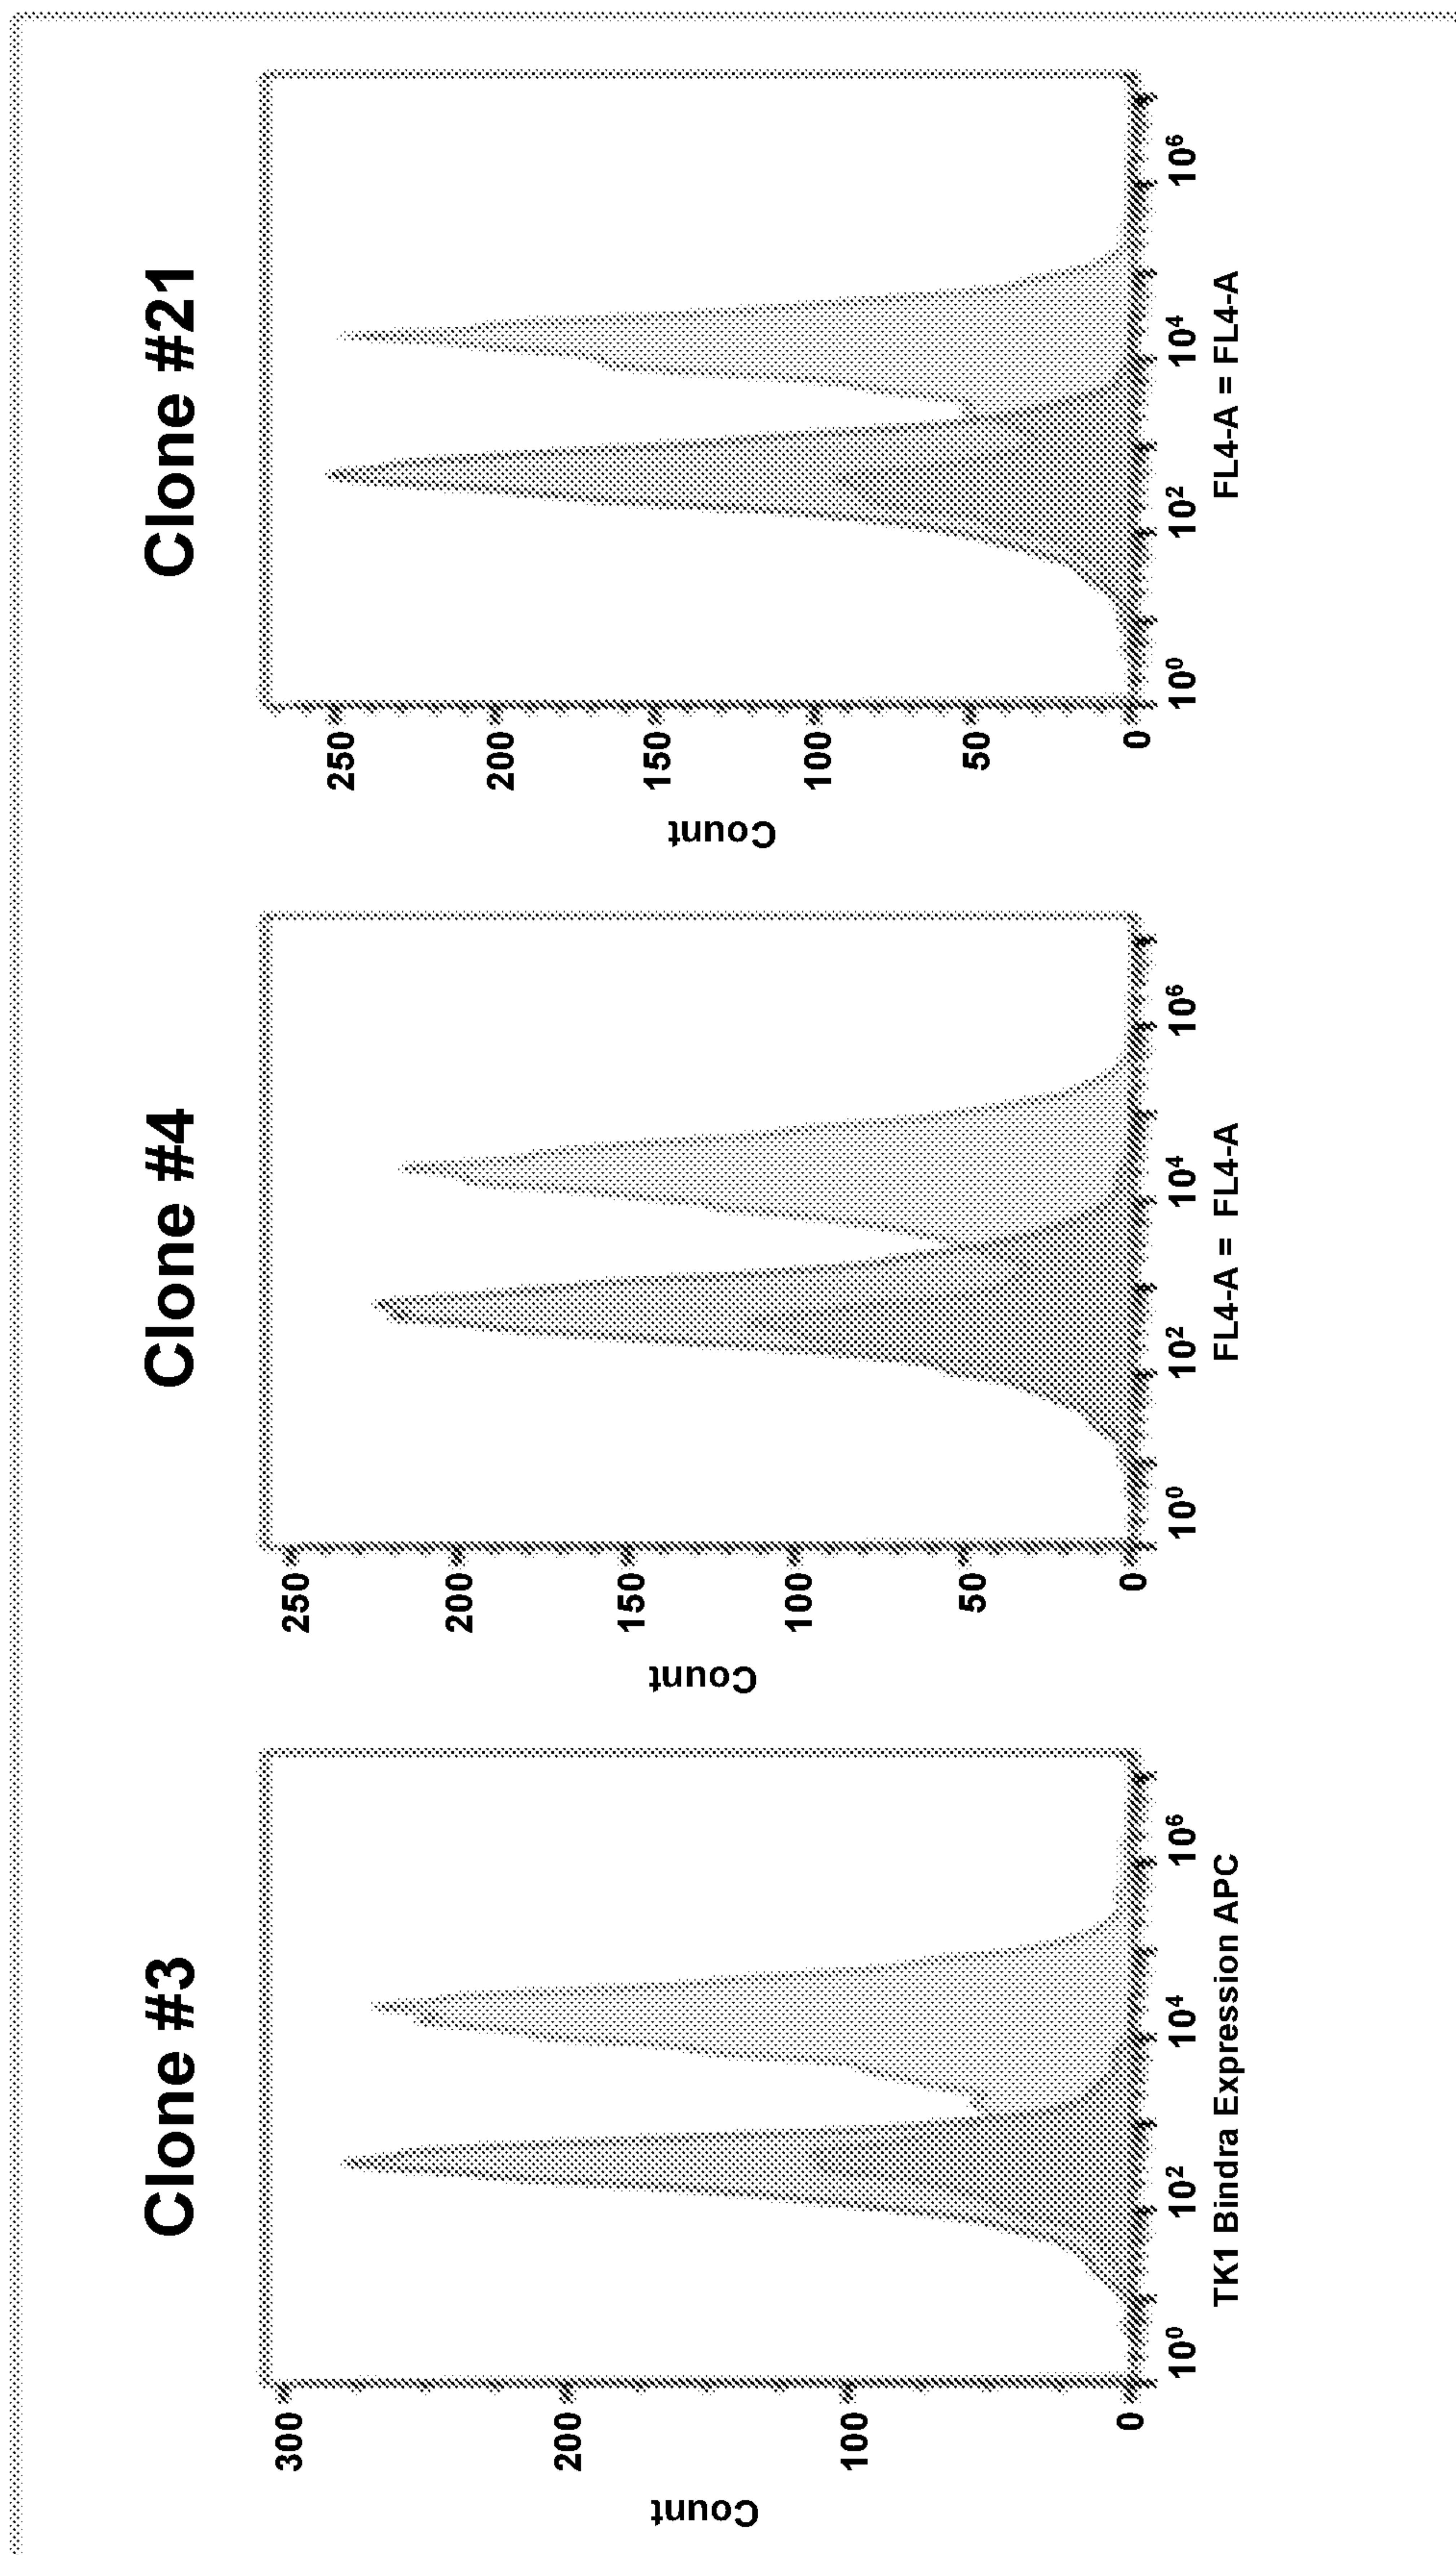 Clone #3
Count
300
200
100
0
10⁰ 10² 10⁴ 10⁶
TK1 Bindra Expression APC
Clone #4
Count
250
200
150
100
50
0
10⁰ 10² 10⁴ 10⁶
FL4-A = FL4-A
Clone #21
Count
250
200
150
100
50
0
10⁰ 10² 10⁴ 10⁶
FL4-A = FL4-A